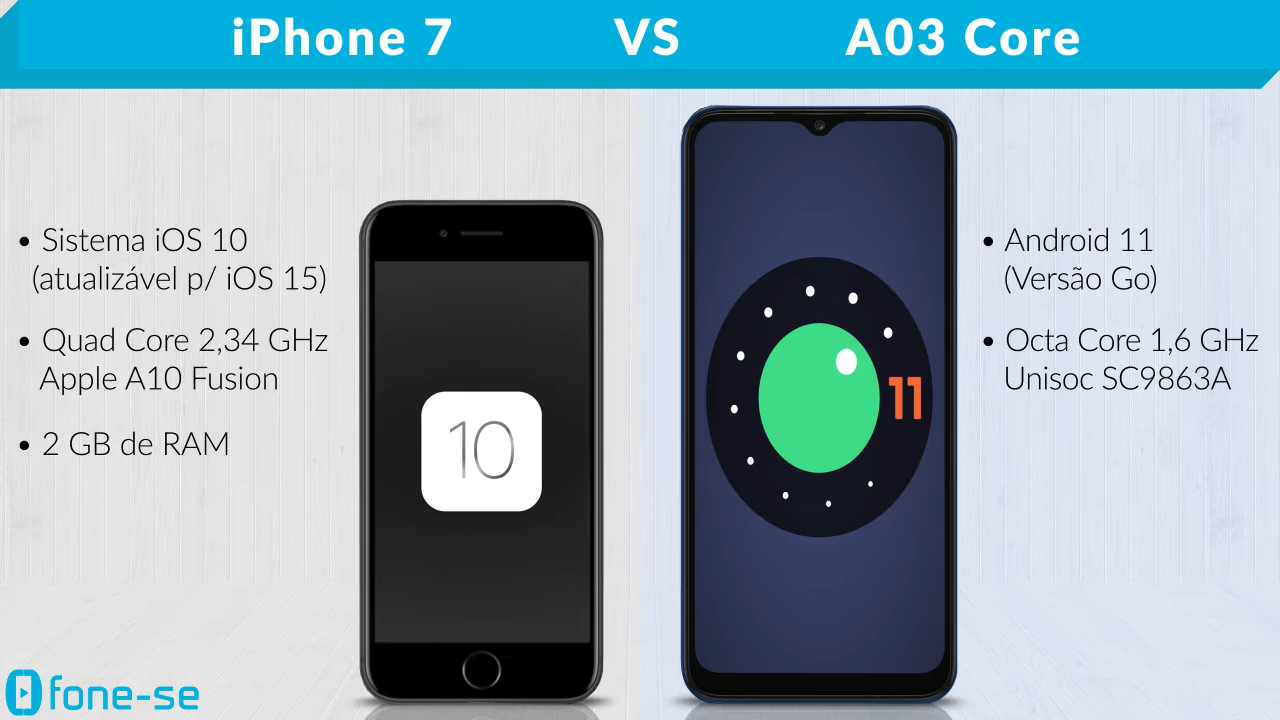 iPhone 7 VS A03 Core
• Sistema iOS 10
(atualizável p/ iOS 15)
• Quad Core 2,34 GHz
Apple A10 Fusion
• 2 GB de RAM
10
11
• Android 11
(Versão Go)
• Octa Core 1,6 GHz
Unisoc SC9863A
fone-se